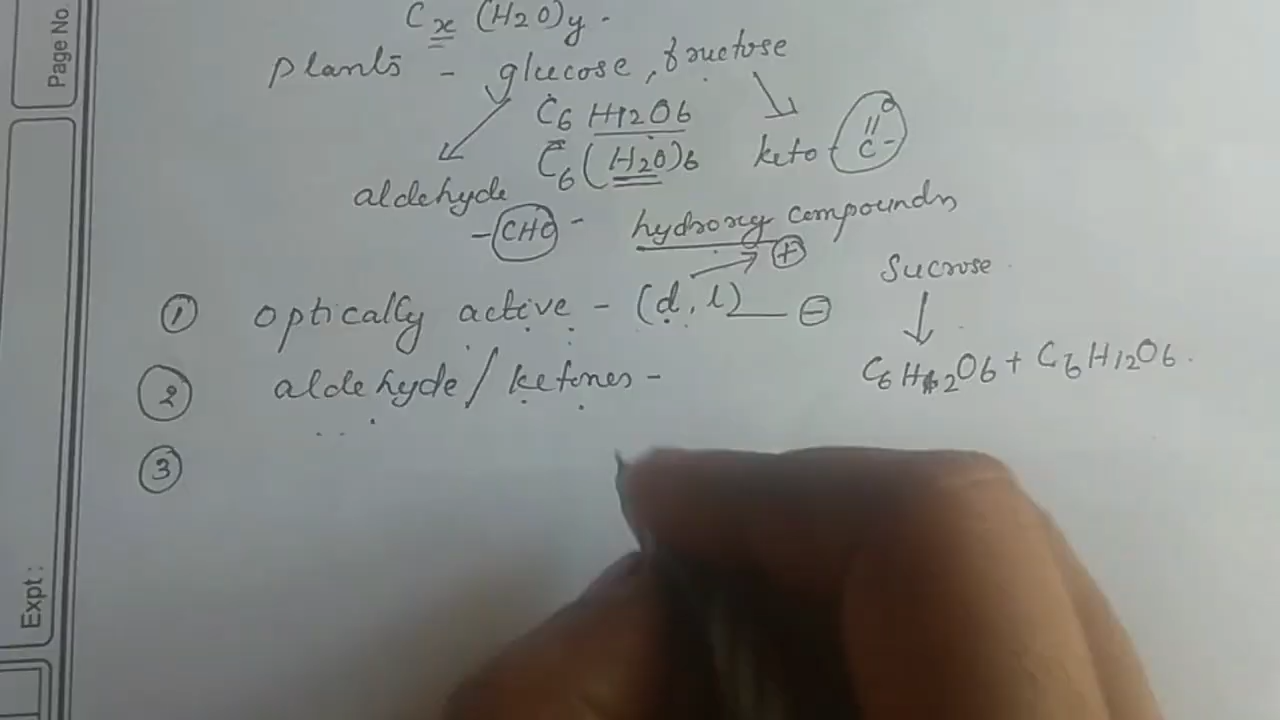 Page No.
Cx (H2O)y.
Plants - glucose, fructose
C6 H12O6
C6(H2O)6
keto - C- || O
aldehyde
-CHO- hydroxy compounds
+
Sucrose
① Optically active - (d, l) ⊖
C6H12O6 + C6H12O6.
② aldehyde/ketones -
③
Expt :